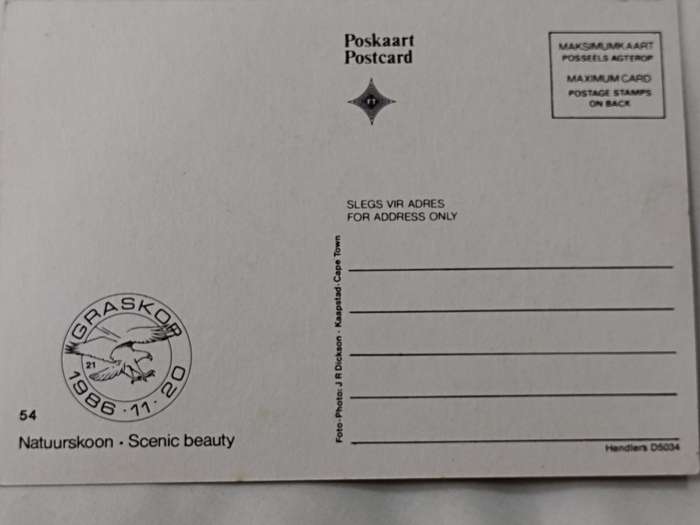 Poskaart
Postcard
FT
MAKSIMUMKAART
POSSEËLS AGTEROP
MAXIMUM CARD
POSTAGE STAMPS
ON BACK
SLEGS VIR ADRES
FOR ADDRESS ONLY
Foto·Photo: J R Dickson · Kaapstad·Cape Town
GRASKOP
21
1986·11·20
54
Natuurskoon · Scenic beauty
Hendlers D5034